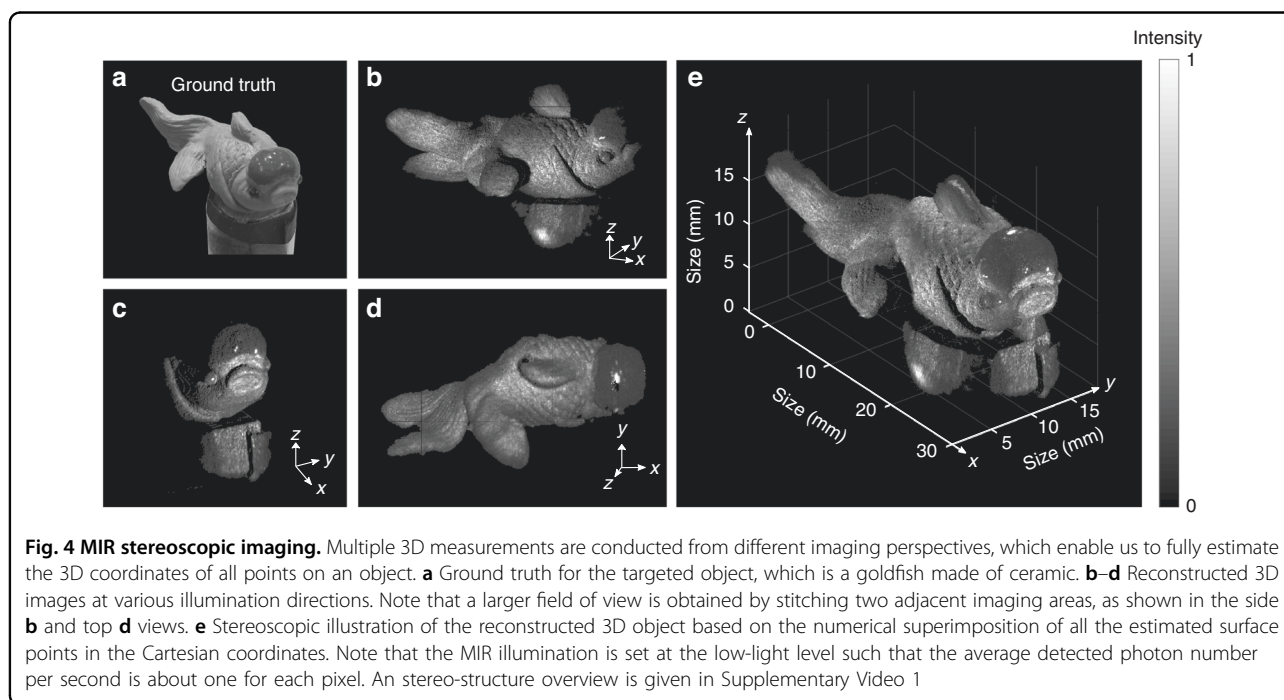 Intensity
a
Ground truth
b
z
y
x
c
z
y
x
d
y
x
z
e
1
0
z
15
10
5
0
Size (mm)
0
10
20
30
Size (mm)
x
5
10
15
Size (mm)
y
Fig. 4 MIR stereoscopic imaging. Multiple 3D measurements are conducted from different imaging perspectives, which enable us to fully estimate
the 3D coordinates of all points on an object. a Ground truth for the targeted object, which is a goldfish made of ceramic. b–d Reconstructed 3D
images at various illumination directions. Note that a larger field of view is obtained by stitching two adjacent imaging areas, as shown in the side
b and top d views. e Stereoscopic illustration of the reconstructed 3D object based on the numerical superimposition of all the estimated surface
points in the Cartesian coordinates. Note that the MIR illumination is set at the low-light level such that the average detected photon number
per second is about one for each pixel. An stereo-structure overview is given in Supplementary Video 1